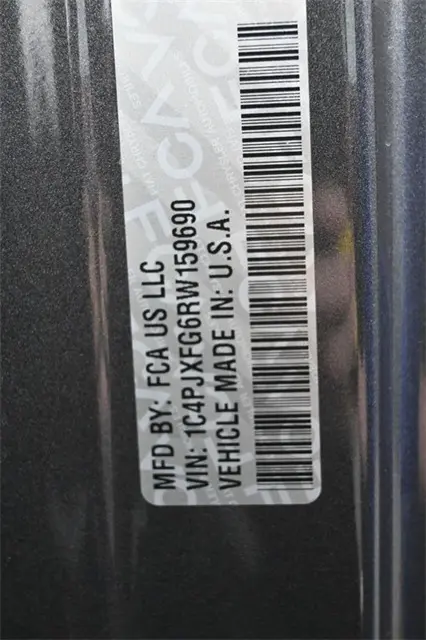 MFD BY: FCA US LLC
VIN: 1C4PJXFG6RW159690
VEHICLE MADE IN: U.S.A.